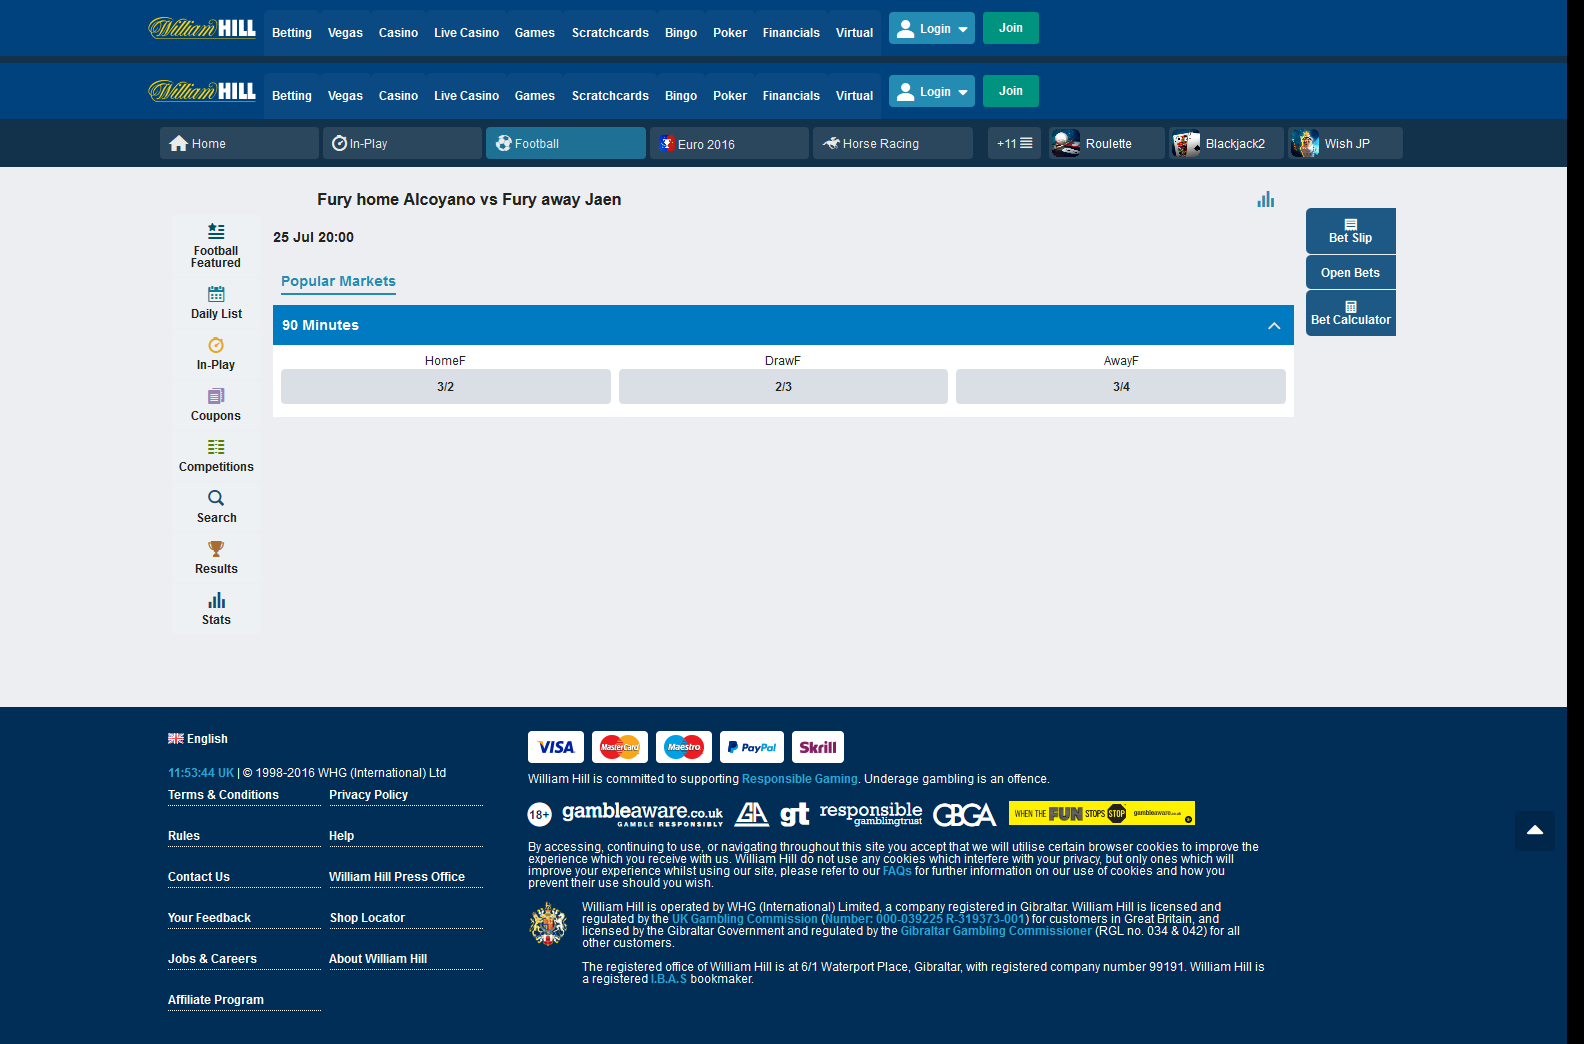 William HILL Betting Vegas Casino Live Casino Games Scratchcards Bingo Poker Financials Virtual Login Join
William HILL Betting Vegas Casino Live Casino Games Scratchcards Bingo Poker Financials Virtual Login Join
Home In-Play Football Euro 2016 Horse Racing +11 Roulette Blackjack2 Wish JP
Fury home Alcoyano vs Fury away Jaen
25 Jul 20:00
Popular Markets
90 Minutes
HomeF DrawF AwayF
3/2 2/3 3/4
Football
Featured
Daily List
In-Play
Coupons
Competitions
Search
Results
Stats
Bet Slip
Open Bets
Bet Calculator
English
11:53:44 UK | © 1998-2016 WHG (International) Ltd
Terms & Conditions Privacy Policy
Rules Help
Contact Us William Hill Press Office
Your Feedback Shop Locator
Jobs & Careers About William Hill
Affiliate Program
VISA MasterCard Maestro PayPal Skrill
William Hill is committed to supporting Responsible Gaming. Underage gambling is an offence.
18+ gambleaware.co.uk GA gt responsible GBGA WHEN THE FUN STOPS STOP gambleaware.co.uk
GAMBLE RESPONSIBLY gamblingtrust
By accessing, continuing to use, or navigating throughout this site you accept that we will utilise certain browser cookies to improve the
experience which you receive with us. William Hill do not use any cookies which interfere with your privacy, but only ones which will
improve your experience whilst using our site, please refer to our FAQs for further information on our use of cookies and how you
prevent their use should you wish.
William Hill is operated by WHG (International) Limited, a company registered in Gibraltar. William Hill is licensed and
regulated by the UK Gambling Commission (Number: 000-039225 R-319373-001) for customers in Great Britain, and
licensed by the Gibraltar Government and regulated by the Gibraltar Gambling Commissioner (RGL no. 034 & 042) for all
other customers.
The registered office of William Hill is at 6/1 Waterport Place, Gibraltar, with registered company number 99191. William Hill is
a registered I.B.A.S bookmaker.